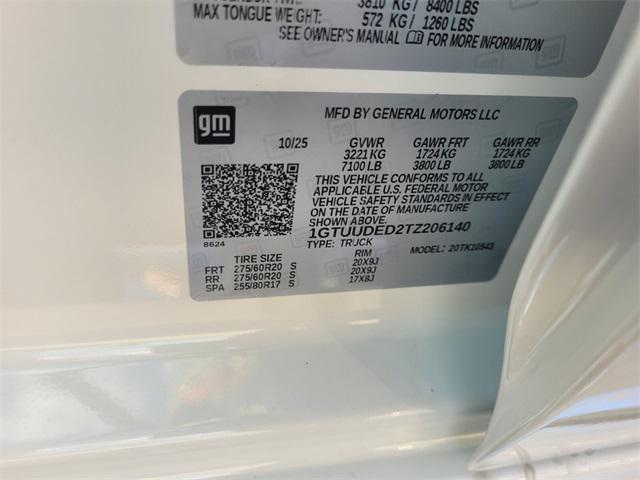 3810 KG / 8400 LBS
MAX TONGUE WEIGHT: 572 KG / 1260 LBS
SEE OWNER'S MANUAL FOR MORE INFORMATION
gm
MFD BY GENERAL MOTORS LLC
10/25 GVWR GAWR FRT GAWR RR
3221 KG 1724 KG 1724 KG
7100 LB 3800 LB 3800 LB
THIS VEHICLE CONFORMS TO ALL
APPLICABLE U.S. FEDERAL MOTOR
VEHICLE SAFETY STANDARDS IN EFFECT
ON THE DATE OF MANUFACTURE
SHOWN ABOVE.
1GTUUDED2TZ206140
8624
TYPE: TRUCK MODEL: 20TK10543
TIRE SIZE RIM
FRT 275/60R20 S 20X9J
RR 275/60R20 S 20X9J
SPA 255/80R17 S 17X8J